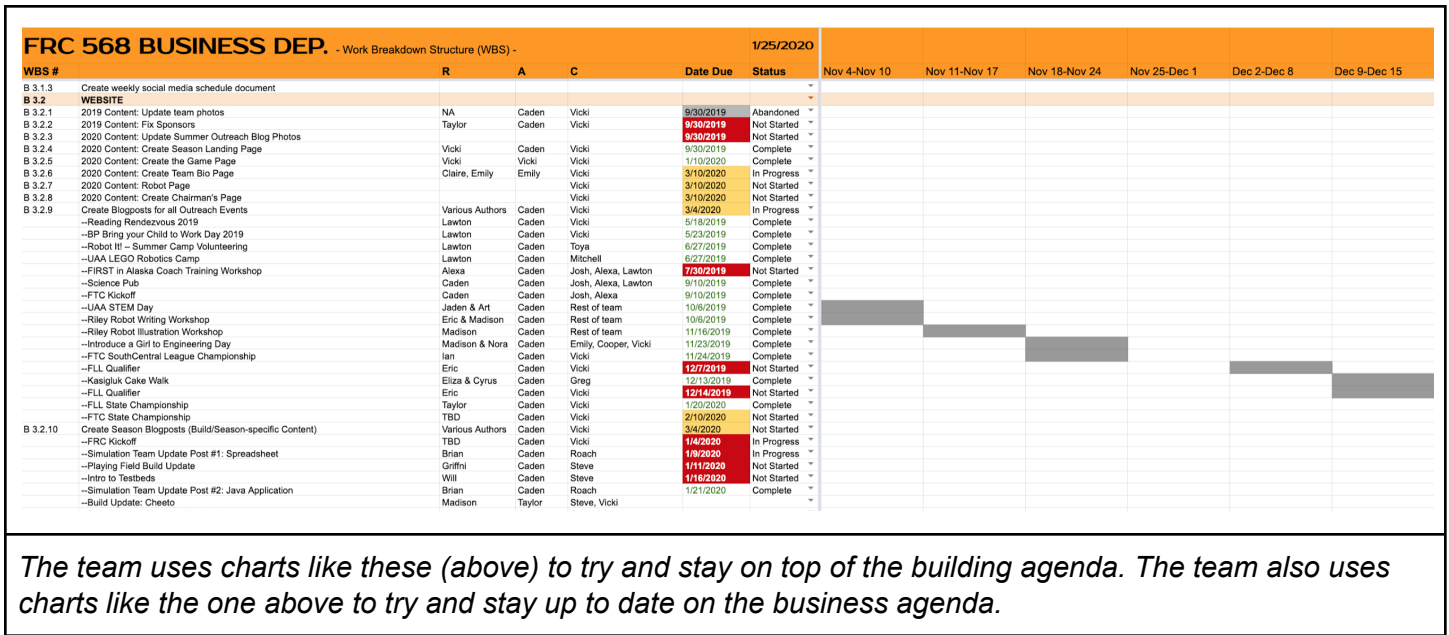 FRC 568 BUSINESS DEP. - Work Breakdown Structure (WBS) - 1/25/2020
WBS # R A C Date Due Status Nov 4-Nov 10 Nov 11-Nov 17 Nov 18-Nov 24 Nov 25-Dec 1 Dec 2-Dec 8 Dec 9-Dec 15
B 3.1.3 Create weekly social media schedule document
B 3.2 WEBSITE
B 3.2.1 2019 Content: Update team photos NA Caden Vicki 9/30/2019 Abandoned
B 3.2.2 2019 Content: Fix Sponsors Taylor Caden Vicki 9/30/2019 Not Started
B 3.2.3 2020 Content: Update Summer Outreach Blog Photos 9/30/2019 Not Started
B 3.2.4 2020 Content: Create Season Landing Page Vicki Caden Vicki 9/30/2019 Complete
B 3.2.5 2020 Content: Create the Game Page Vicki Vicki Vicki 1/10/2020 Complete
B 3.2.6 2020 Content: Create Team Bio Page Claire, Emily Emily Vicki 3/10/2020 In Progress
B 3.2.7 2020 Content: Robot Page Vicki 3/10/2020 Not Started
B 3.2.8 2020 Content: Create Chairman's Page Vicki 3/10/2020 Not Started
B 3.2.9 Create Blogposts for all Outreach Events Various Authors Caden Vicki 3/4/2020 In Progress
--Reading Rendezvous 2019 Lawton Caden Vicki 5/18/2019 Complete
--BP Bring your Child to Work Day 2019 Lawton Caden Vicki 5/23/2019 Complete
--Robot It! – Summer Camp Volunteering Lawton Caden Toya 6/27/2019 Complete
--UAA LEGO Robotics Camp Lawton Caden Mitchell 6/27/2019 Complete
--FIRST in Alaska Coach Training Workshop Alexa Caden Josh, Alexa, Lawton 7/30/2019 Not Started
--Science Pub Caden Caden Josh, Alexa, Lawton 9/10/2019 Complete
--FTC Kickoff Caden Caden Josh, Alexa 9/10/2019 Complete
--UAA STEM Day Jaden & Art Caden Rest of team 10/6/2019 Complete
--Riley Robot Writing Workshop Eric & Madison Caden Rest of team 10/6/2019 Complete
--Riley Robot Illustration Workshop Madison Caden Rest of team 11/16/2019 Complete
--Introduce a Girl to Engineering Day Madison & Nora Caden Emily, Cooper, Vicki 11/23/2019 Complete
--FTC SouthCentral League Championship Ian Caden Vicki 11/24/2019 Complete
--FLL Qualifier Eric Caden Vicki 12/7/2019 Not Started
--Kasigluk Cake Walk Eliza & Cyrus Caden Greg 12/13/2019 Complete
--FLL Qualifier Eric Caden Vicki 12/14/2019 Not Started
--FLL State Championship Taylor Caden Vicki 1/20/2020 Complete
--FTC State Championship TBD Caden Vicki 2/10/2020 Not Started
B 3.2.10 Create Season Blogposts (Build/Season-specific Content) Various Authors Caden Vicki 3/4/2020 Not Started
--FRC Kickoff TBD Caden Vicki 1/4/2020 In Progress
--Simulation Team Update Post #1: Spreadsheet Brian Caden Roach 1/9/2020 In Progress
--Playing Field Build Update Griffni Caden Steve 1/11/2020 Not Started
--Intro to Testbeds Will Caden Steve 1/16/2020 Not Started
--Simulation Team Update Post #2: Java Application Brian Caden Roach 1/21/2020 Complete
--Build Update: Cheeto Madison Taylor Steve, Vicki
The team uses charts like these (above) to try and stay on top of the building agenda. The team also uses
charts like the one above to try and stay up to date on the business agenda.